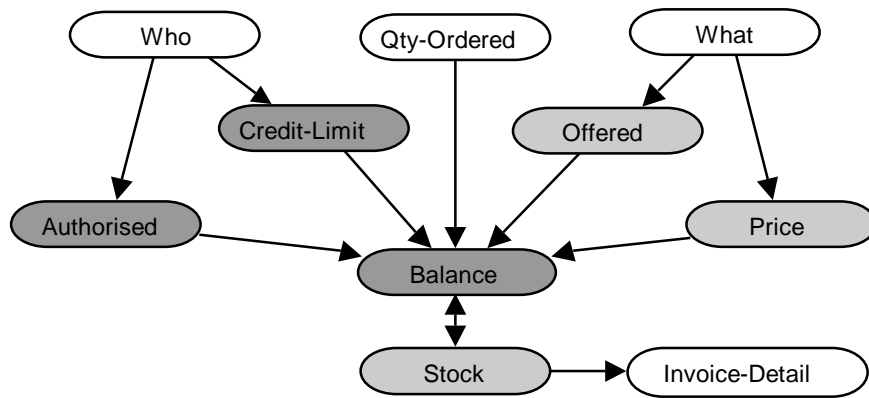 Who
Qty-Ordered
What
Credit-Limit
Offered
Authorised
Price
Balance
Stock
Invoice-Detail